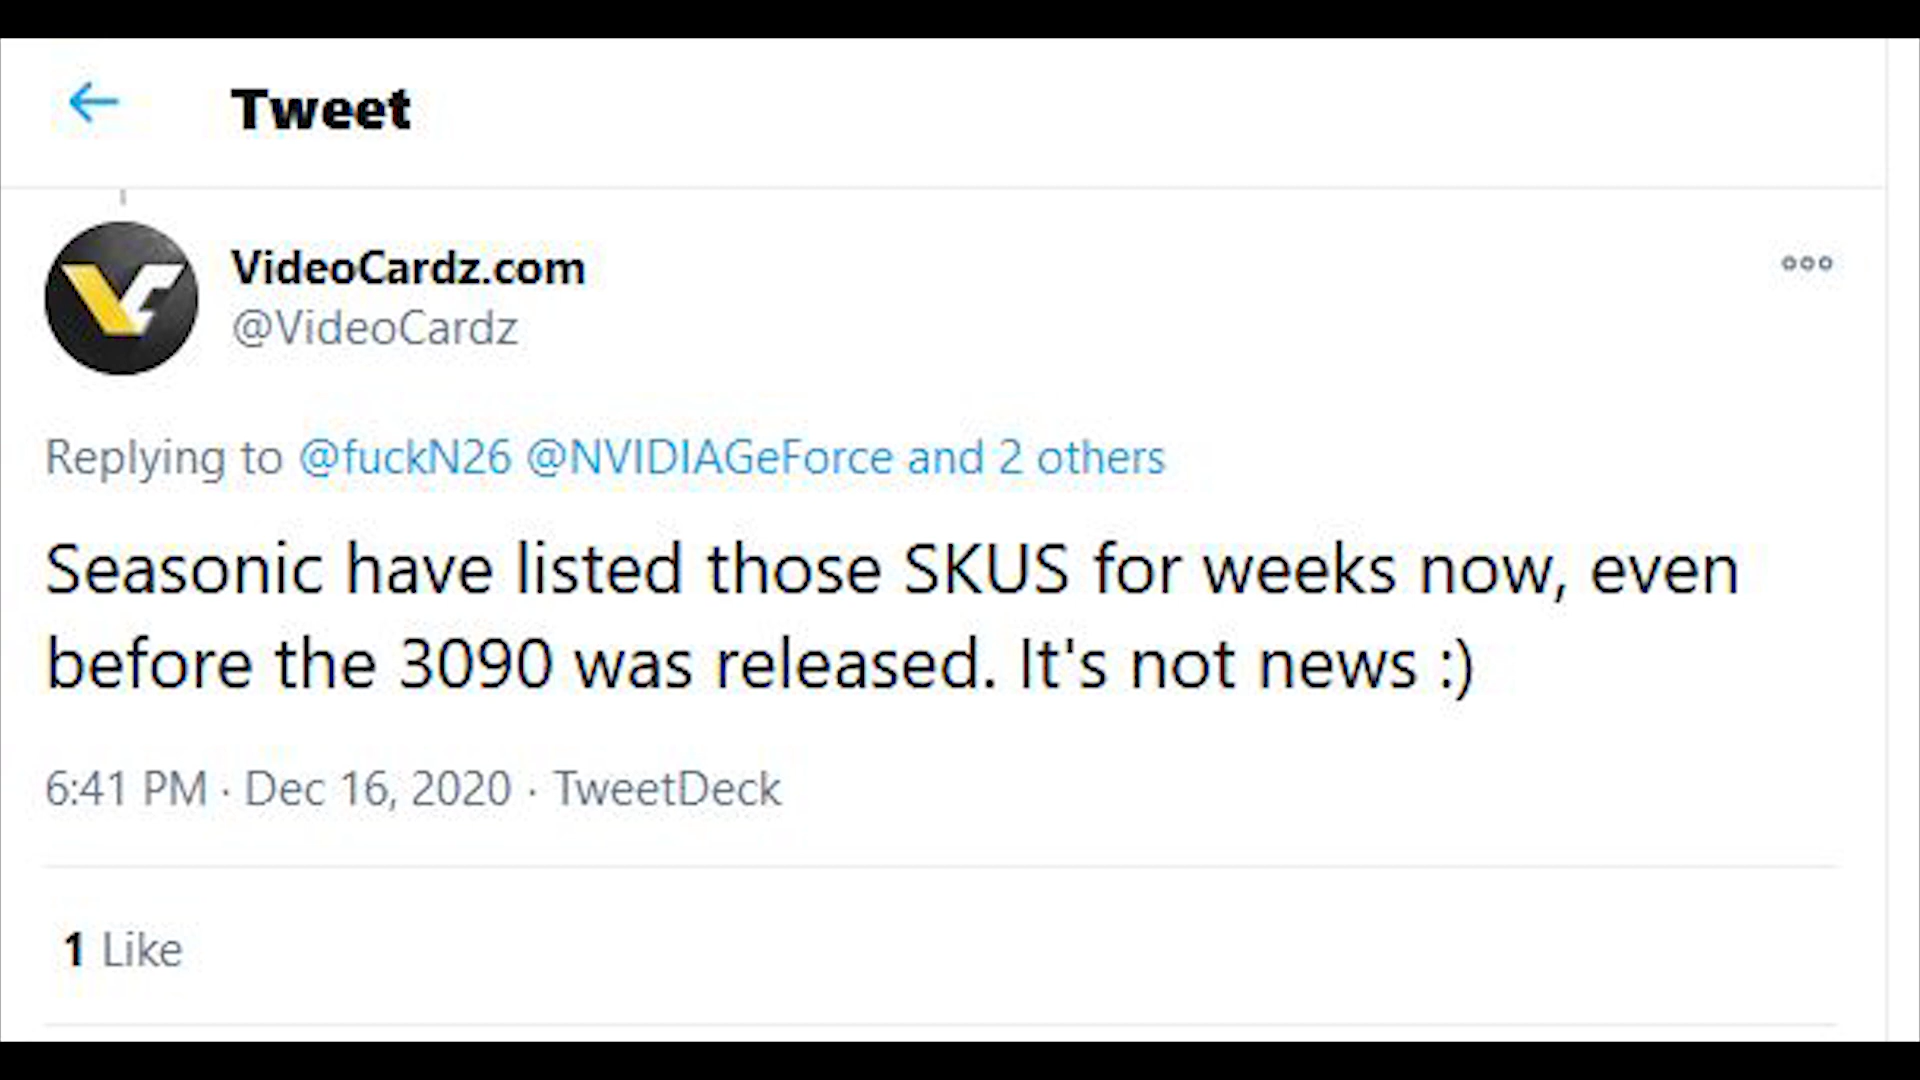 Tweet
VideoCardz.com
@VideoCardz
Replying to @fuckN26 @NVIDIAGeForce and 2 others
Seasonic have listed those SKUS for weeks now, even
before the 3090 was released. It's not news :)
6:41 PM · Dec 16, 2020 · TweetDeck
1 Like